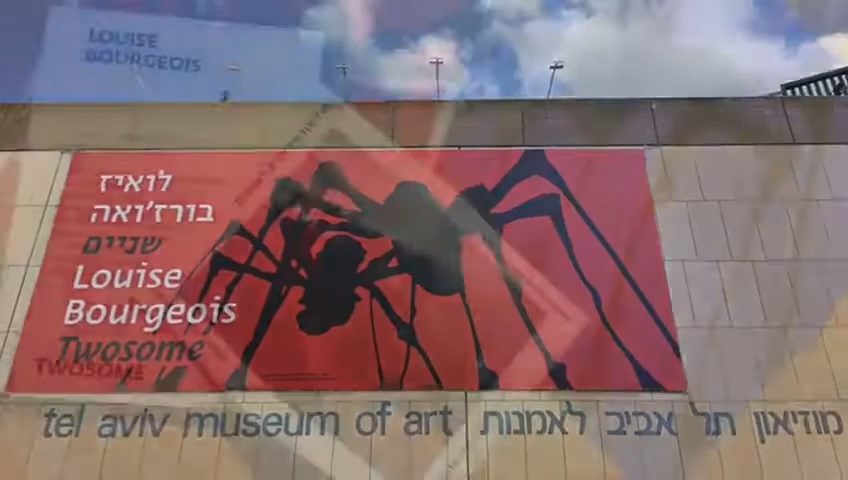 LOUISE
BOURGEOIS
לואיז
בורז'ואה
שניים
Louise
Bourgeois
Twosome
TWOSOME
tel aviv museum of art מוזיאון תל אביב לאמנות